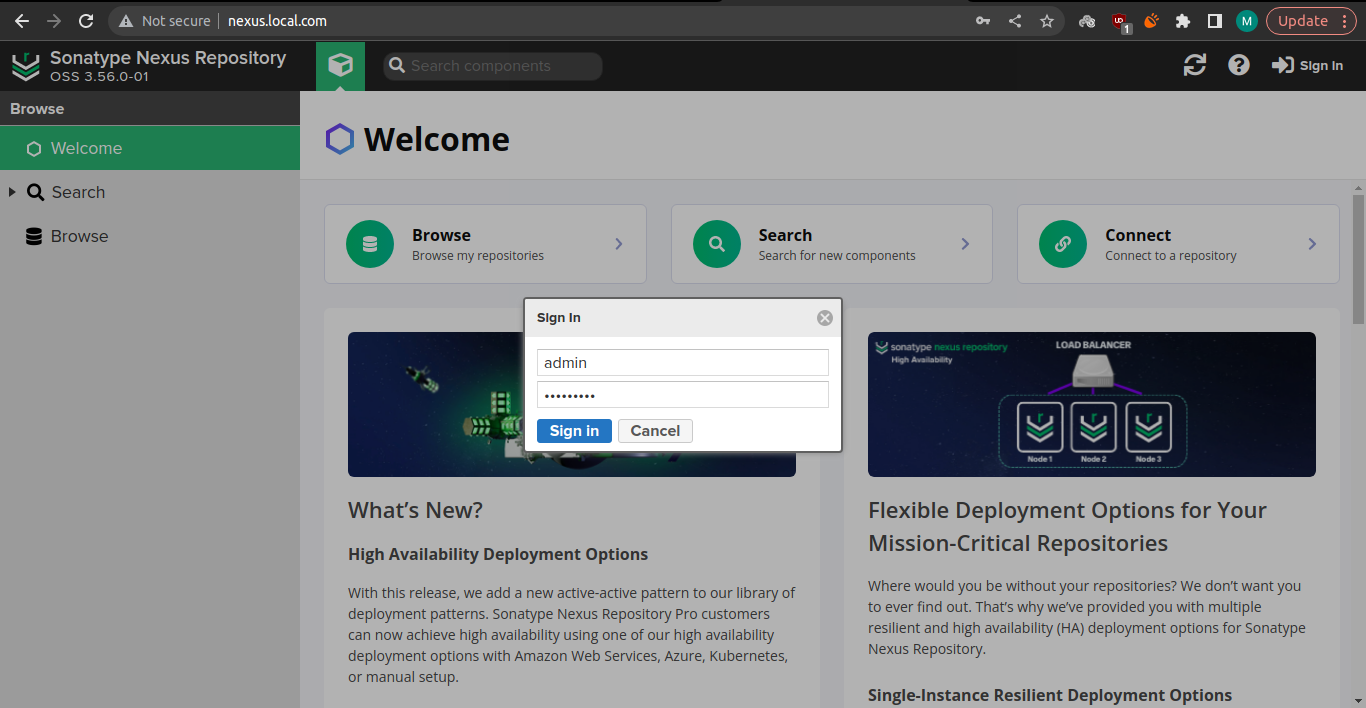 Not secure
nexus.local.com
UD
1
M
Update
Sonatype Nexus Repository
OSS 3.56.0-01
Search components
Sign In
Browse
Welcome
Search
Browse
Welcome
Browse
Browse my repositories
Search
Search for new components
Connect
Connect to a repository
Sign In
admin
•••••••••
Sign in
Cancel
sonatype nexus repository
High Availability
LOAD BALANCER
Node 1
Node 2
Node 3
What’s New?
High Availability Deployment Options
With this release, we add a new active-active pattern to our library of
deployment patterns. Sonatype Nexus Repository Pro customers
can now achieve high availability using one of our high availability
deployment options with Amazon Web Services, Azure, Kubernetes,
or manual setup.
Flexible Deployment Options for Your
Mission-Critical Repositories
Where would you be without your repositories? We don’t want you
to ever find out. That’s why we’ve provided you with multiple
resilient and high availability (HA) deployment options for Sonatype
Nexus Repository.
Single-Instance Resilient Deployment Options